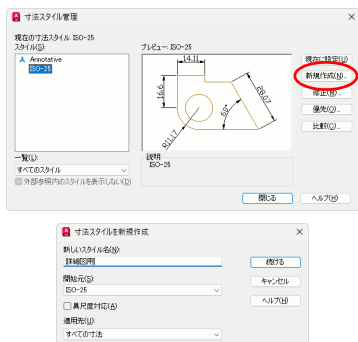 寸法スタイル管理
現在の寸法スタイル: ISO-25
スタイル(S):
Annotative
ISO-25
プレビュー: ISO-25
14,11
16,6
28,07
60°
R11,17
現在に設定(U)
新規作成(N)...
修正(M)...
優先(O)...
比較(C)...
一覧(L):
すべてのスタイル
外部参照内のスタイルを表示しない(D)
説明
ISO-25
閉じる
ヘルプ(H)
寸法スタイルを新規作成
新しいスタイル名(N):
詳細図用
続ける
開始元(S):
ISO-25
キャンセル
異尺度対応(A)
ヘルプ(H)
適用先(U):
すべての寸法